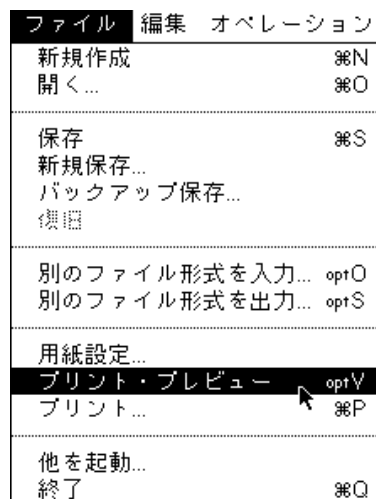 ファイル 編集 オペレーション
新規作成 ⌘N
開く... ⌘O
保存 ⌘S
新規保存...
バックアップ保存...
復旧
別のファイル形式を入力... optO
別のファイル形式を出力... optS
用紙設定...
プリント・プレビュー optV
プリント... ⌘P
他を起動...
終了 ⌘Q